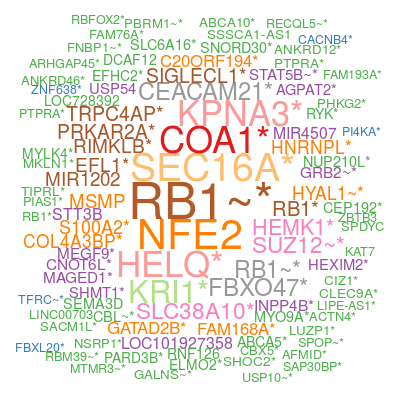 RBFOX2* PBRM1~* ABCA10* RECQL5~*
FAM76A* SSSCA1-AS1 CACNB4*
FNBP1~* SLC6A16* SNORD30* ANKRD12*
ARHGAP45* DCAF12 C20ORF194* PTPRA*
ANKRD46* EFHC2* SIGLECL1* STAT5B~* FAM193A*
ZNF638* USP54 CEACAM21* AGPAT2*
LOC728392 KPNA3* PHKG2*
PTPRA* TRPC4AP* RYK*
PRKAR2A* COA1* MIR4507 PI4KA*
MYLK4* RIMKLB* HNRNPL*
MKLN1* EFL1* SEC16A* NUP210L*
MIR1202 GRB2~*
TIPRL* MSMP RB1~* HYAL1~*
PIAS1* RB1* CEP192*
RB1* STT3B ZBTB3
S100A2* NFE2 HEMK1* SPDYC
COL4A3BP* SUZ12~*
MEGF9* HELQ* KAT7
CNOT6L* RB1~* HEXIM2*
MAGED1* CIZ1*
TFRC~* SHMT1* KRI1* FBXO47* CLEC9A*
SEMA3D INPP4B* LIPE-AS1*
LINC00703 CBL~* SLC38A10* MYO9A* ACTN4*
SACM1L* GATAD2B* FAM168A* LUZP1*
FBXL20* NSRP1* LOC101927358 ABCA5* SPOP~*
RBM39~* PARD3B* RNF126 CBX5* AFMID*
MTMR3~* ELMO2* SHOC2* SAP30BP*
GALNS~* USP10~*